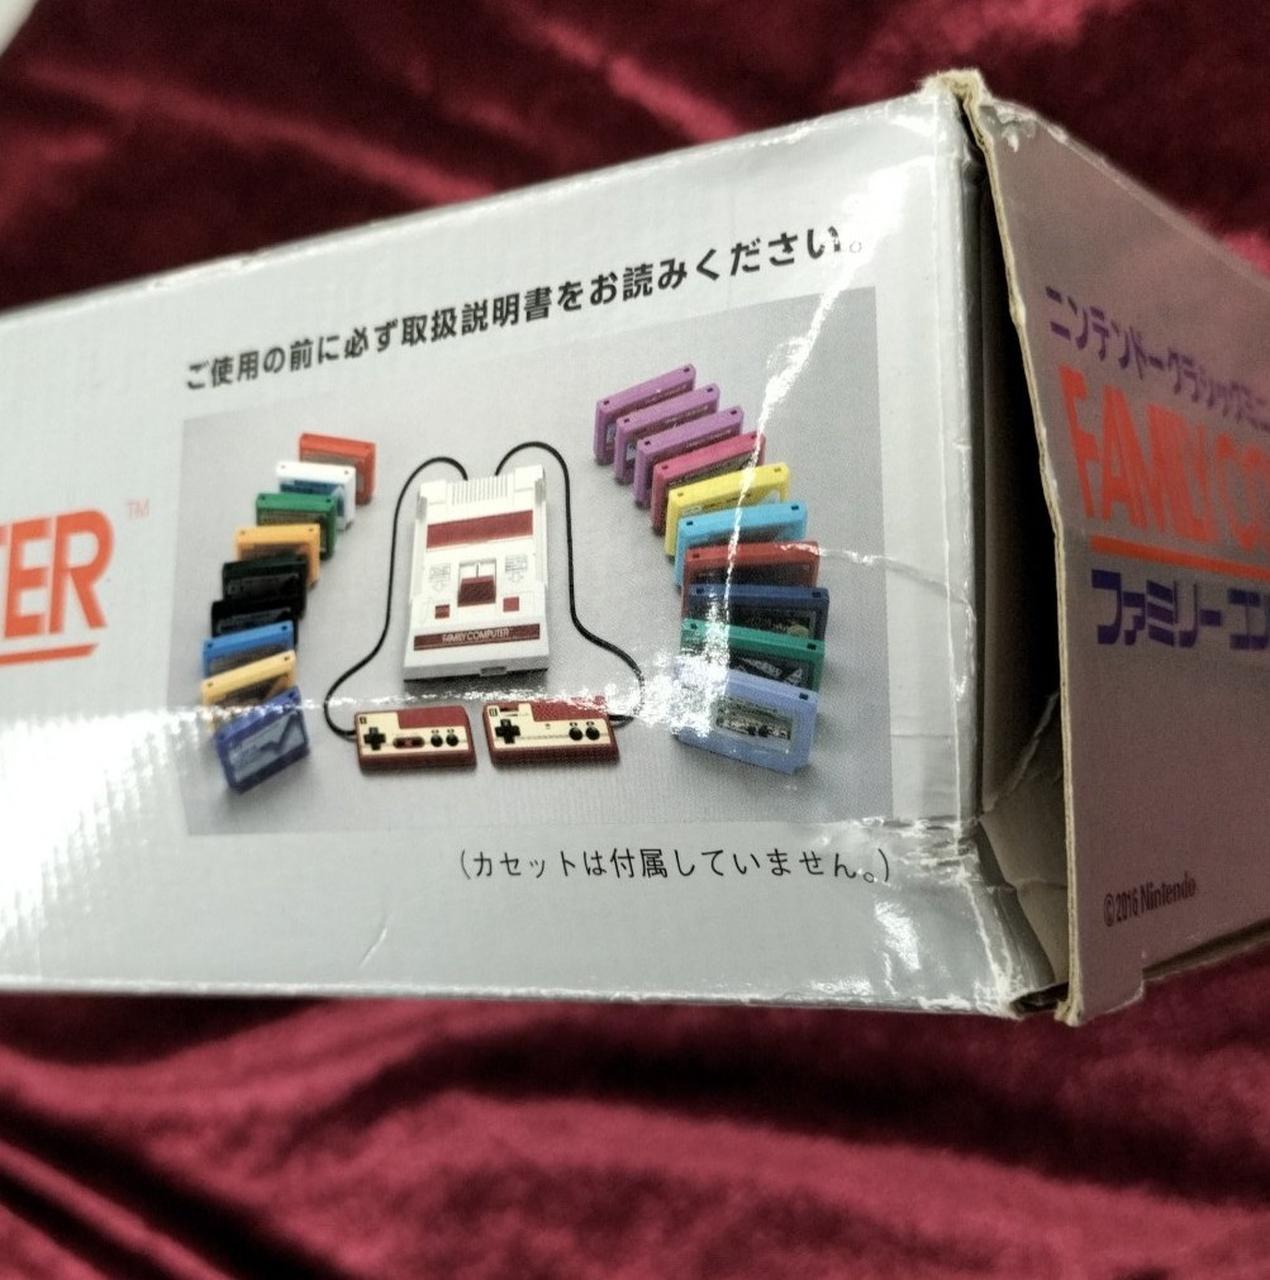 ご使用の前に必ず取扱説明書をお読みください。
TER™
FAMILY COMPUTER
(カセットは付属していません。)
ニンテンドークラシックミニ
FAMILY CO
ファミリーコン
©2016 Nintendo